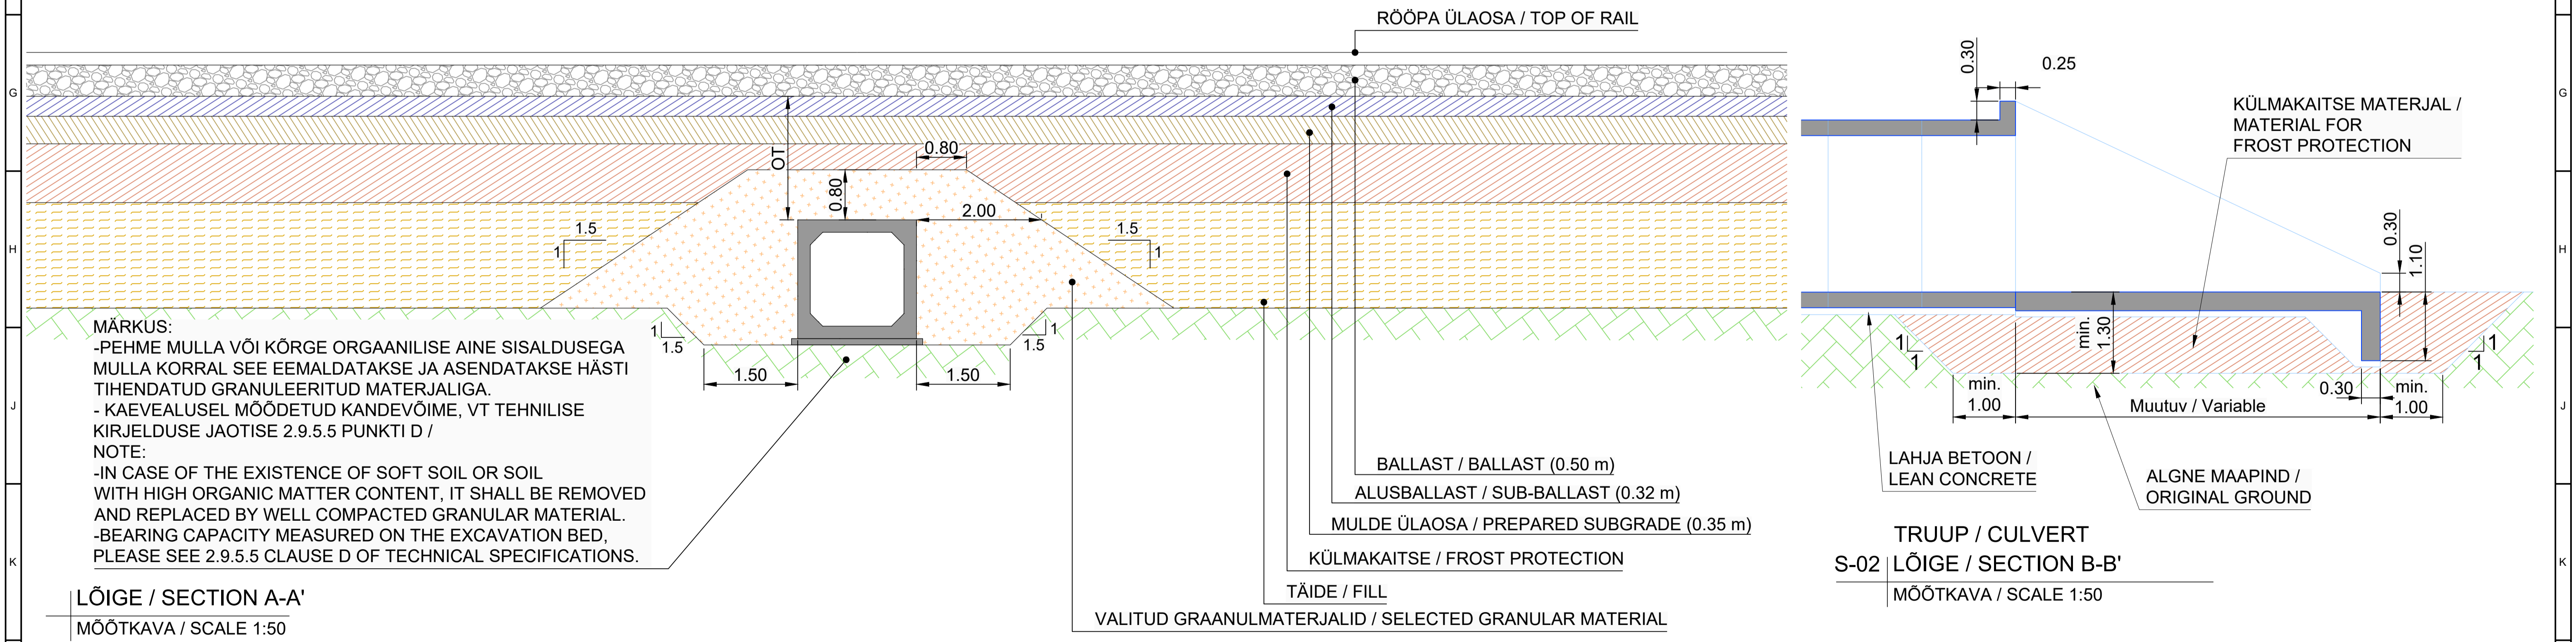 RÖÖPA ÜLAOSA / TOP OF RAIL
G
G
0.30
0.25
KÜLMAKAITSE MATERJAL /
MATERIAL FOR
FROST PROTECTION
OT
0.80
0.80
2.00
1.5
1
1.5
1
H
H
0.30
1.10
MÄRKUS:
-PEHME MULLA VÕI KÕRGE ORGAANILISE AINE SISALDUSEGA
MULLA KORRAL SEE EEMALDATAKSE JA ASENDATAKSE HÄSTI
TIHENDATUD GRANULEERITUD MATERJALIGA.
- KAEVEALUSEL MÕÕDETUD KANDEVÕIME, VT TEHNILISE
KIRJELDUSE JAOTISE 2.9.5.5 PUNKTI D /
NOTE:
-IN CASE OF THE EXISTENCE OF SOFT SOIL OR SOIL
WITH HIGH ORGANIC MATTER CONTENT, IT SHALL BE REMOVED
AND REPLACED BY WELL COMPACTED GRANULAR MATERIAL.
-BEARING CAPACITY MEASURED ON THE EXCAVATION BED,
PLEASE SEE 2.9.5.5 CLAUSE D OF TECHNICAL SPECIFICATIONS.
1
1.5
1
1.5
1.50
1.50
min.
1.30
1
1
1
1
J
J
min.
1.00
Muutuv / Variable
0.30
min.
1.00
BALLAST / BALLAST (0.50 m)
ALUSBALLAST / SUB-BALLAST (0.32 m)
MULDE ÜLAOSA / PREPARED SUBGRADE (0.35 m)
KÜLMAKAITSE / FROST PROTECTION
TÄIDE / FILL
VALITUD GRAANULMATERJALID / SELECTED GRANULAR MATERIAL
LAHJA BETOON /
LEAN CONCRETE
ALGNE MAAPIND /
ORIGINAL GROUND
K
K
LÕIGE / SECTION A-A'
MÕÕTKAVA / SCALE 1:50
TRUUP / CULVERT
S-02 LÕIGE / SECTION B-B'
MÕÕTKAVA / SCALE 1:50